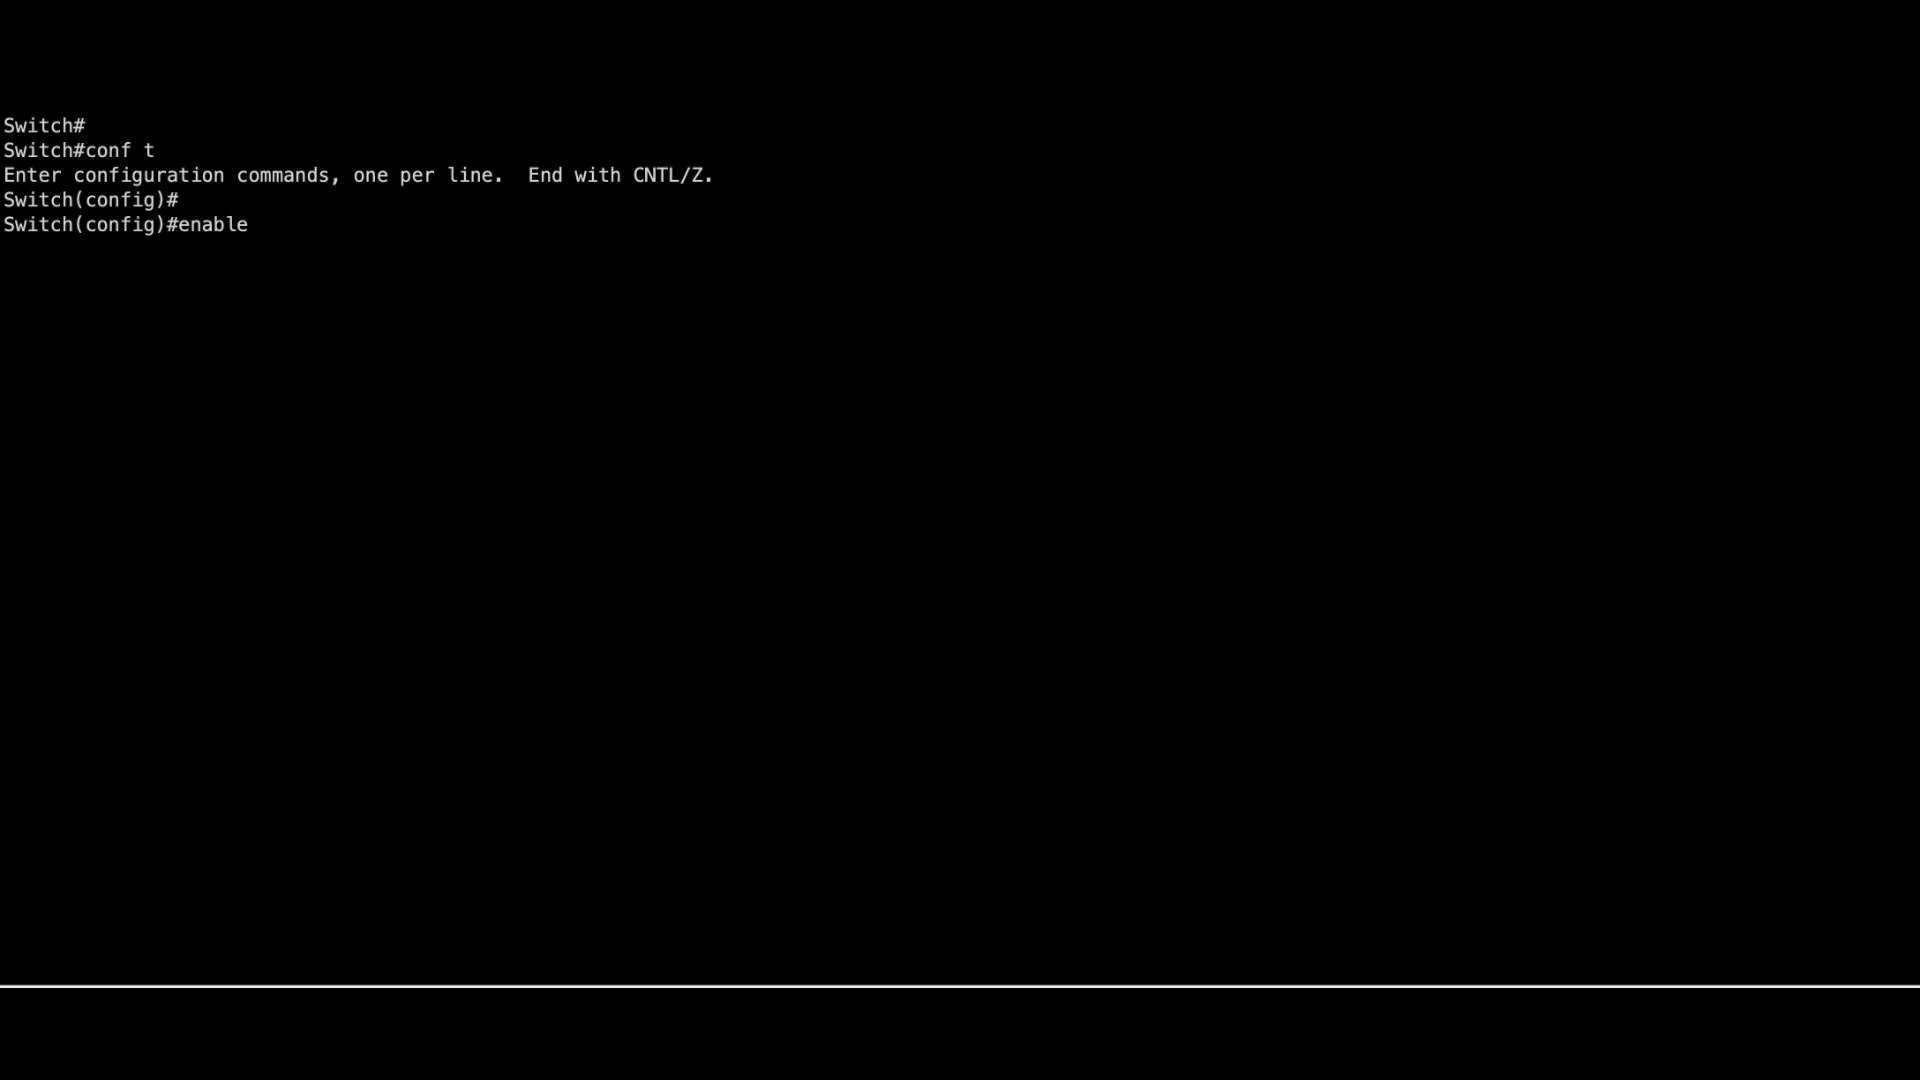 Switch#
Switch#conf t
Enter configuration commands, one per line.  End with CNTL/Z.
Switch(config)#
Switch(config)#enable